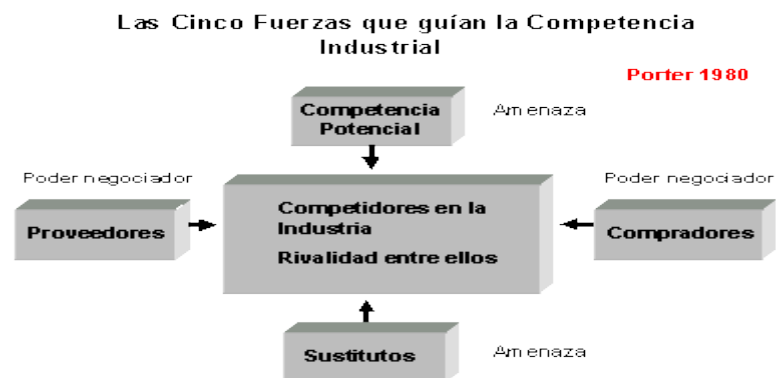 Las Cinco Fuerzas que guían la Competencia
Industrial
Porter 1980
Competencia
Potencial
Amenaza
Poder negociador
Poder negociador
Proveedores
Competidores en la
Industria
Rivalidad entre ellos
Compradores
Sustitutos
Amenaza